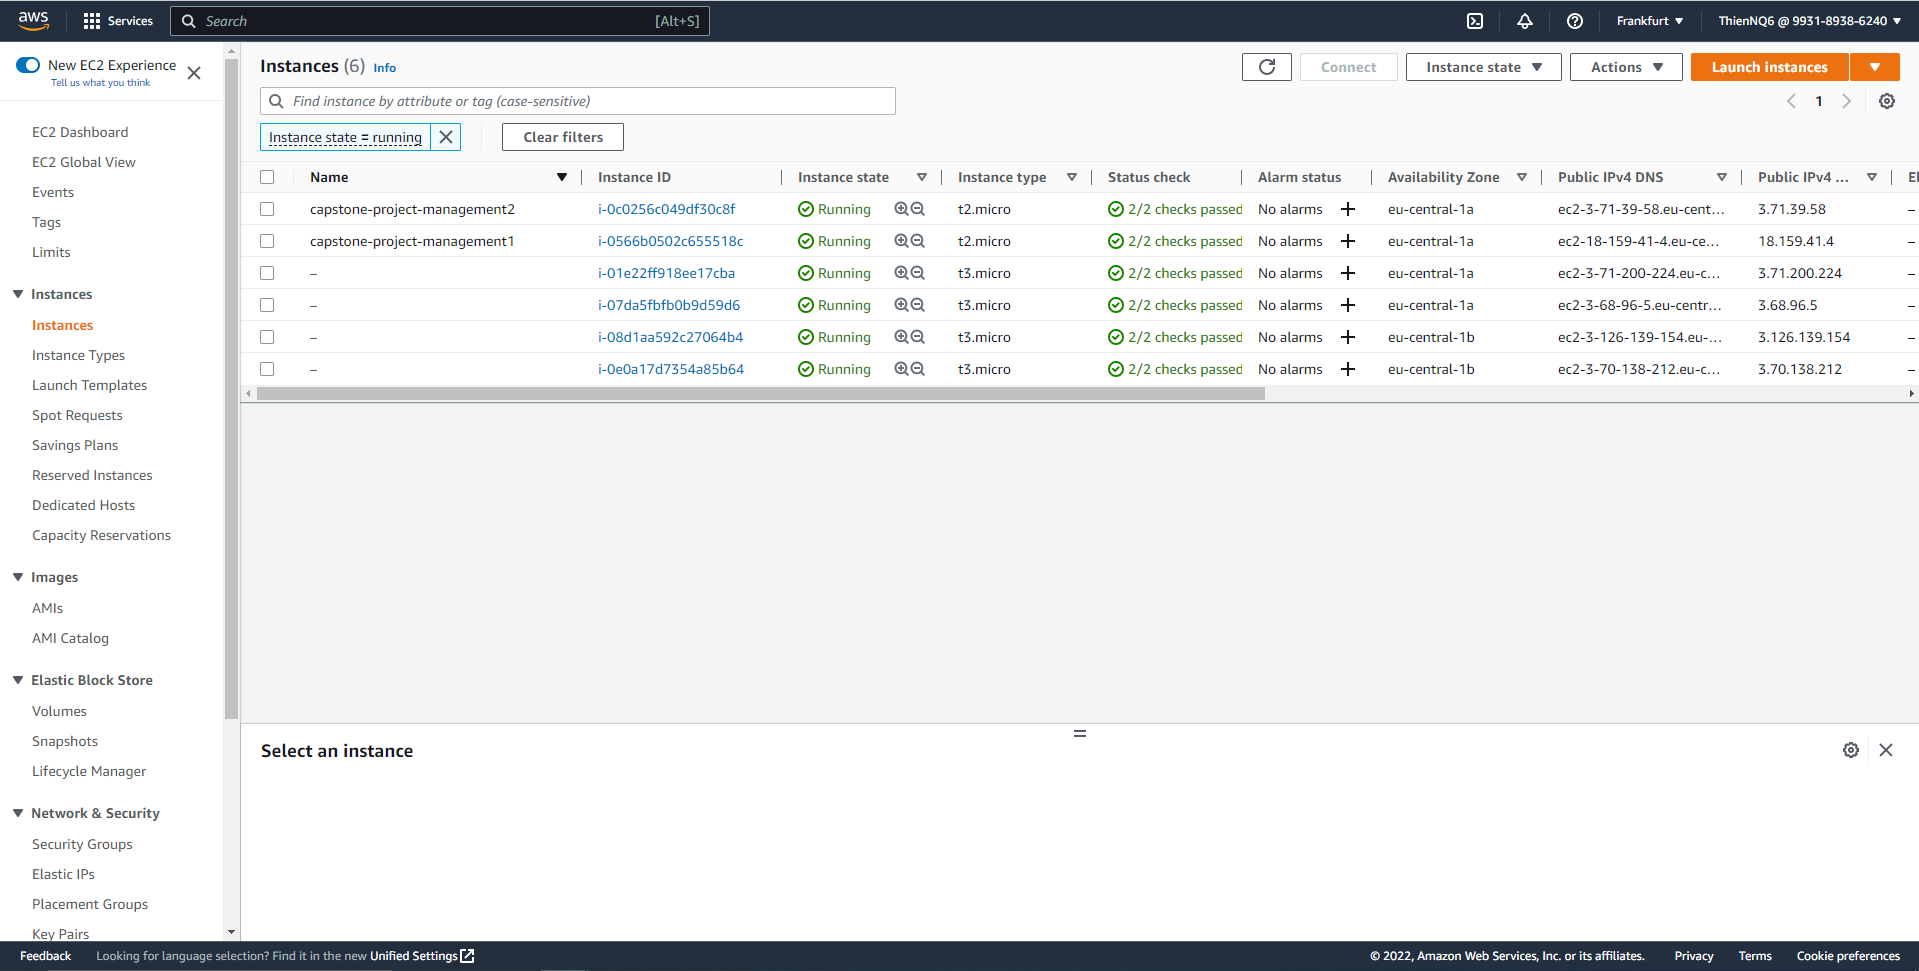 aws
Services
Search [Alt+S]
Frankfurt
ThienNQ6 @ 9931-8938-6240
New EC2 Experience
Tell us what you think
EC2 Dashboard
EC2 Global View
Events
Tags
Limits
Instances
Instances
Instance Types
Launch Templates
Spot Requests
Savings Plans
Reserved Instances
Dedicated Hosts
Capacity Reservations
Images
AMIs
AMI Catalog
Elastic Block Store
Volumes
Snapshots
Lifecycle Manager
Network & Security
Security Groups
Elastic IPs
Placement Groups
Key Pairs
Instances (6) Info
Connect
Instance state
Actions
Launch instances
Find instance by attribute or tag (case-sensitive)
1
Instance state = running
Clear filters
Name Instance ID Instance state Instance type Status check Alarm status Availability Zone Public IPv4 DNS Public IPv4 ... El
capstone-project-management2 i-0c0256c049df30c8f Running t2.micro 2/2 checks passed No alarms + eu-central-1a ec2-3-71-39-58.eu-cent... 3.71.39.58 –
capstone-project-management1 i-0566b0502c655518c Running t2.micro 2/2 checks passed No alarms + eu-central-1a ec2-18-159-41-4.eu-ce... 18.159.41.4 –
– i-01e22ff918ee17cba Running t3.micro 2/2 checks passed No alarms + eu-central-1a ec2-3-71-200-224.eu-c... 3.71.200.224 –
– i-07da5fbfb0b9d59d6 Running t3.micro 2/2 checks passed No alarms + eu-central-1a ec2-3-68-96-5.eu-centr... 3.68.96.5 –
– i-08d1aa592c27064b4 Running t3.micro 2/2 checks passed No alarms + eu-central-1b ec2-3-126-139-154.eu-... 3.126.139.154 –
– i-0e0a17d7354a85b64 Running t3.micro 2/2 checks passed No alarms + eu-central-1b ec2-3-70-138-212.eu-c... 3.70.138.212 –
Select an instance
Feedback
Looking for language selection? Find it in the new Unified Settings
© 2022, Amazon Web Services, Inc. or its affiliates.
Privacy
Terms
Cookie preferences